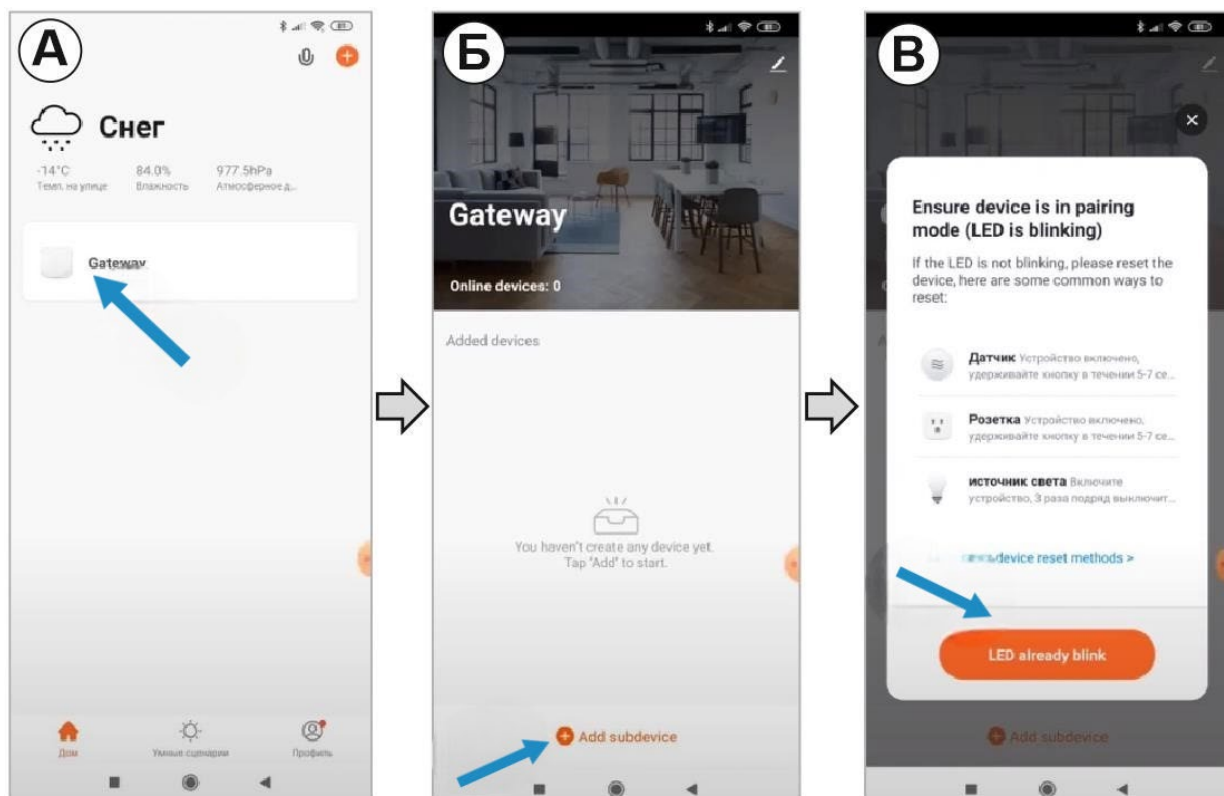 А
Снег
-14°C
84.0%
977.5hPa
Темп. на улице
Влажность
Атмосферное д...
Gateway
Дом
Умные сценарии
Профиль
Б
Gateway
Online devices: 0
Added devices
You haven't create any device yet.
Tap "Add" to start.
Add subdevice
В
Ensure device is in pairing
mode (LED is blinking)
If the LED is not blinking, please reset the
device, here are some common ways to
reset:
Датчик Устройство включено,
удерживайте кнопку в течении 5-7 се...
Розетка Устройство включено,
удерживайте кнопку в течении 5-7 се...
источник света Включите
устройство, 3 раза подряд выключит...
device reset methods >
LED already blink
Add subdevice